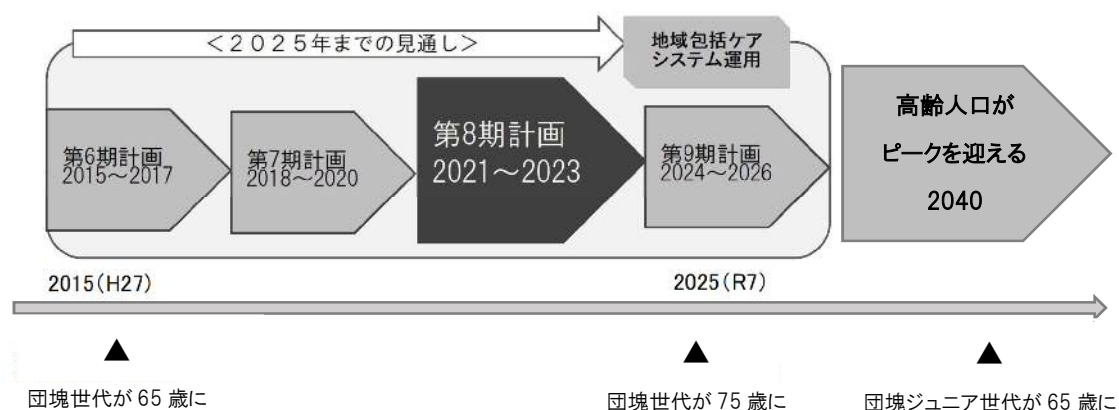 <2025年までの見通し>
地域包括ケア
システム運用
第6期計画
2015～2017
第7期計画
2018～2020
第8期計画
2021～2023
第9期計画
2024～2026
高齢人口が
ピークを迎える
2040
2015(H27)
2025(R7)
▲
▲
▲
団塊世代が 65 歳に
団塊世代が 75 歳に
団塊ジュニア世代が 65 歳に